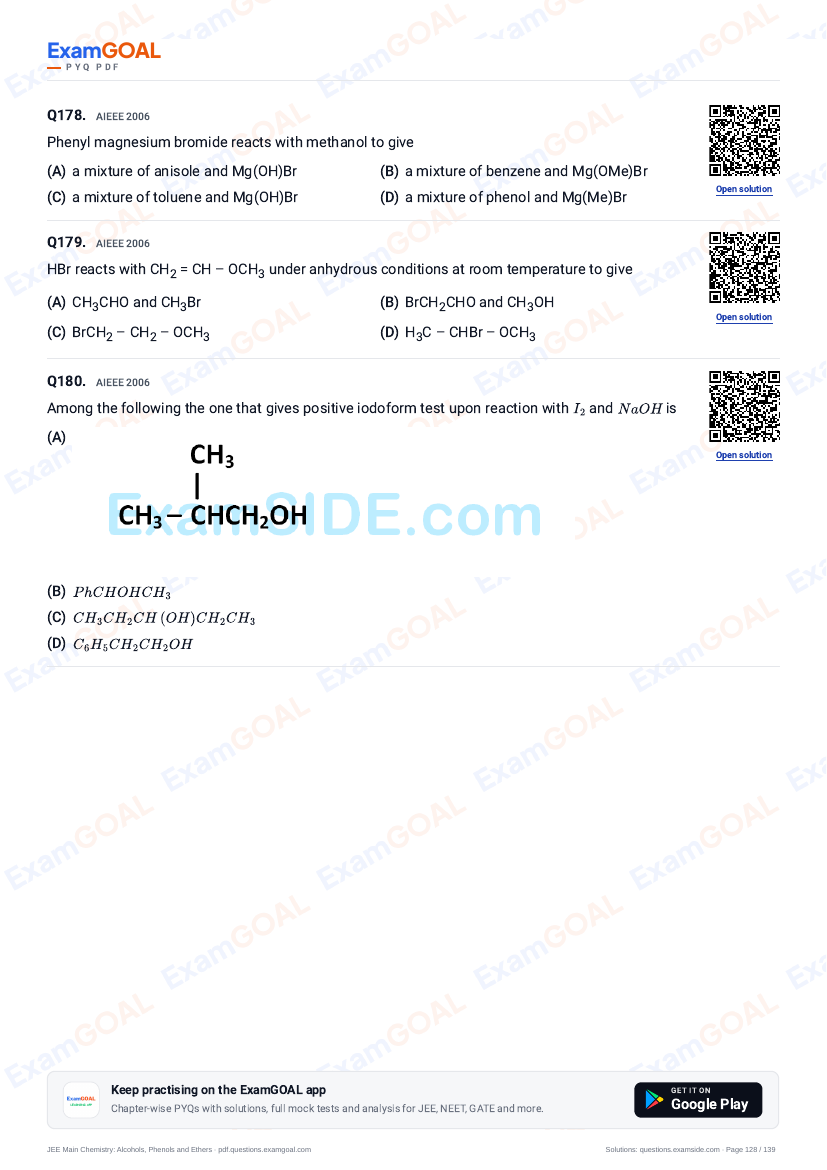 ExamGOAL
PYQ PDF
Q178. AIEEE 2006
Phenyl magnesium bromide reacts with methanol to give
(A) a mixture of anisole and Mg(OH)Br
(B) a mixture of benzene and Mg(OMe)Br
(C) a mixture of toluene and Mg(OH)Br
(D) a mixture of phenol and Mg(Me)Br
Open solution
Q179. AIEEE 2006
HBr reacts with CH2 = CH − OCH3 under anhydrous conditions at room temperature to give
(A) CH3CHO and CH3Br
(B) BrCH2CHO and CH3OH
(C) BrCH2 − CH2 − OCH3
(D) H3C − CHBr − OCH3
Open solution
Q180. AIEEE 2006
Among the following the one that gives positive iodoform test upon reaction with I2 and NaOH is
Open solution
(A)
CH3
|
CH3 – CHCH2OH
ExamSIDE.com
(B) PhCHOHCH3
(C) CH3CH2CH (OH)CH2CH3
(D) C6H5CH2CH2OH
Keep practising on the ExamGOAL app
Chapter-wise PYQs with solutions, full mock tests and analysis for JEE, NEET, GATE and more.
GET IT ON
Google Play
JEE Main Chemistry: Alcohols, Phenols and Ethers · pdf.questions.examgoal.com
Solutions: questions.examside.com · Page 128 / 139